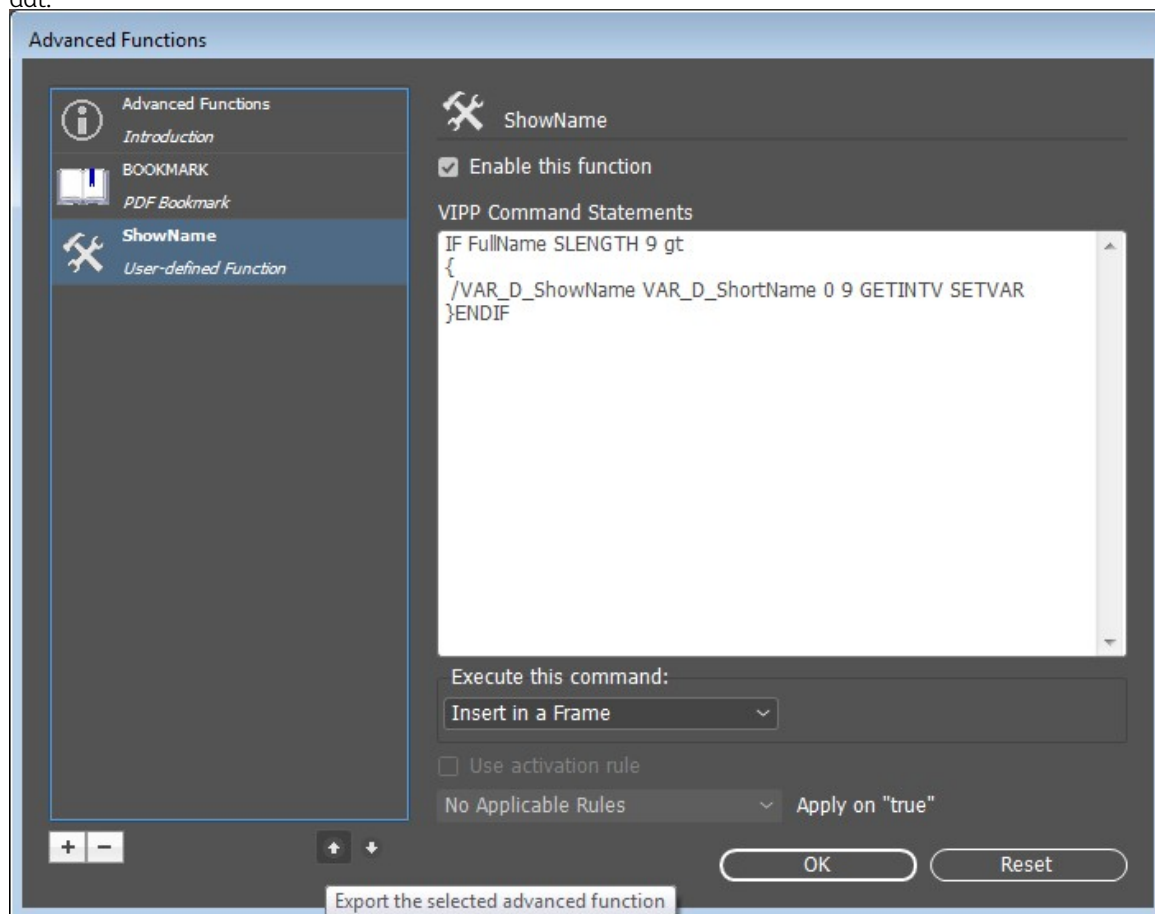 Advanced Functions
Advanced Functions
Introduction
BOOKMARK
PDF Bookmark
ShowName
User-defined Function
ShowName
Enable this function
VIPP Command Statements
IF FullName SLENGTH 9 gt
{
/VAR_D_ShowName VAR_D_ShortName 0 9 GETINTV SETVAR
}ENDIF
Execute this command:
Insert in a Frame
Use activation rule
No Applicable Rules Apply on "true"
+ -
OK Reset
Export the selected advanced function